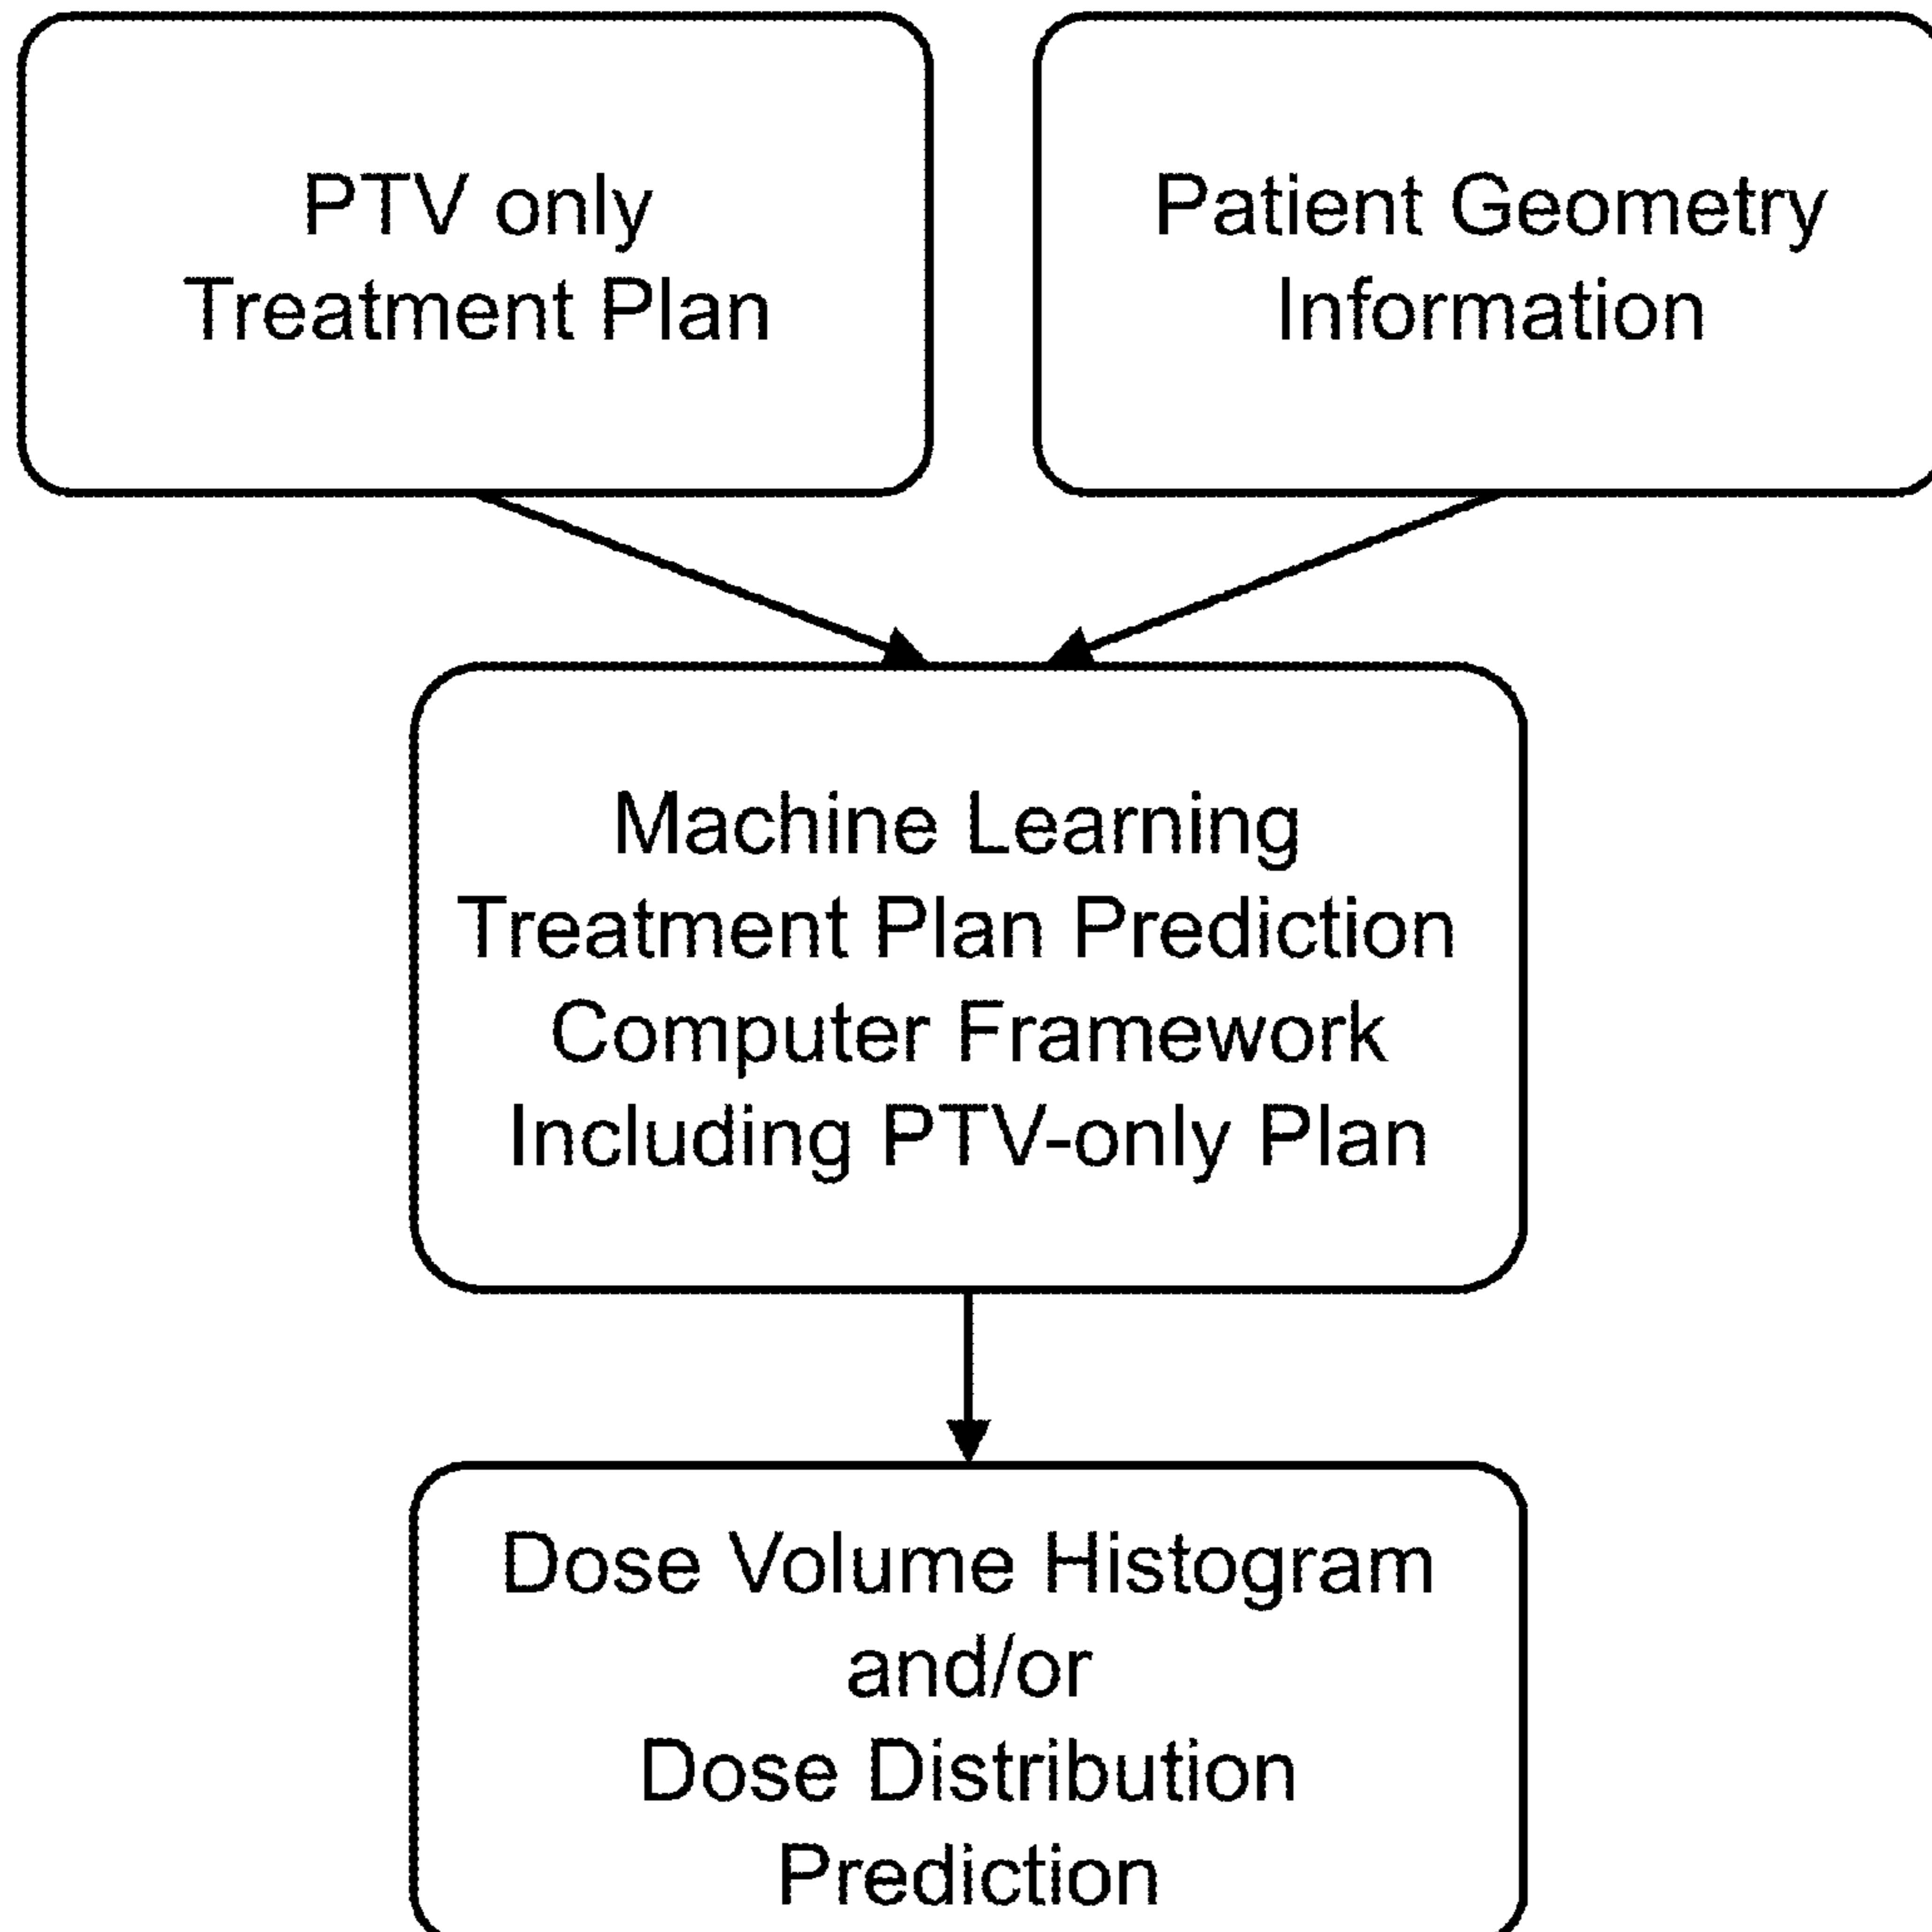 PTV only
Treatment Plan
Patient Geometry
Information
Machine Learning
Treatment Plan Prediction
Computer Framework
Including PTV-only Plan
Dose Volume Histogram
and/or
Dose Distribution
Prediction